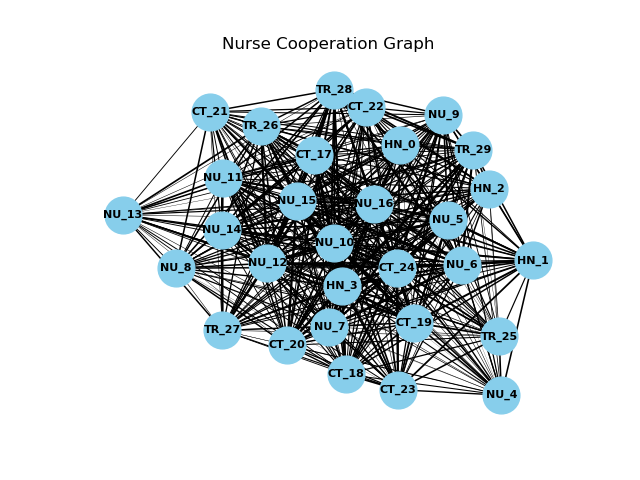 Nurse Cooperation Graph
TR_28
CT_22
CT_21
NU_9
TR_26
HN_0
TR_29
CT_17
NU_11
HN_2
NU_15
NU_16
NU_13
NU_5
NU_14
NU_10
HN_1
NU_12
NU_6
NU_8
CT_24
HN_3
CT_19
NU_7
TR_27
TR_25
CT_20
CT_18
CT_23
NU_4